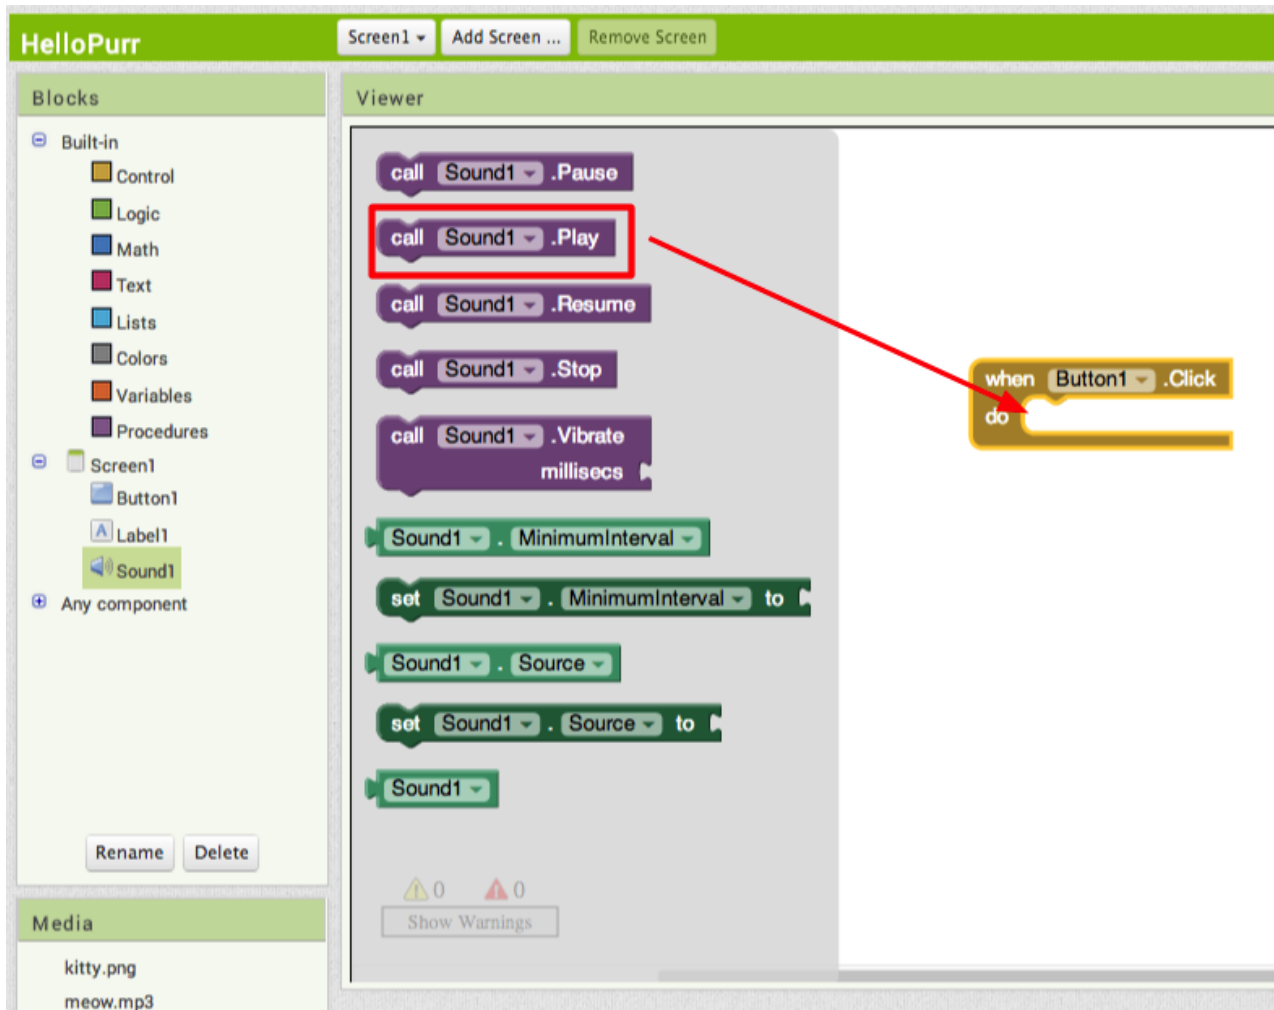 HelloPurr
Screen1 Add Screen ... Remove Screen
Blocks
Built-in
Control
Logic
Math
Text
Lists
Colors
Variables
Procedures
Screen1
Button1
A Label1
Sound1
Any component
Rename Delete
Media
kitty.png
meow.mp3
Viewer
call Sound1 .Pause
call Sound1 .Play
call Sound1 .Resume
call Sound1 .Stop
call Sound1 .Vibrate
millisecs
Sound1 . MinimumInterval
set Sound1 . MinimumInterval to
Sound1 . Source
set Sound1 . Source to
Sound1
0 0
Show Warnings
when Button1 .Click
do